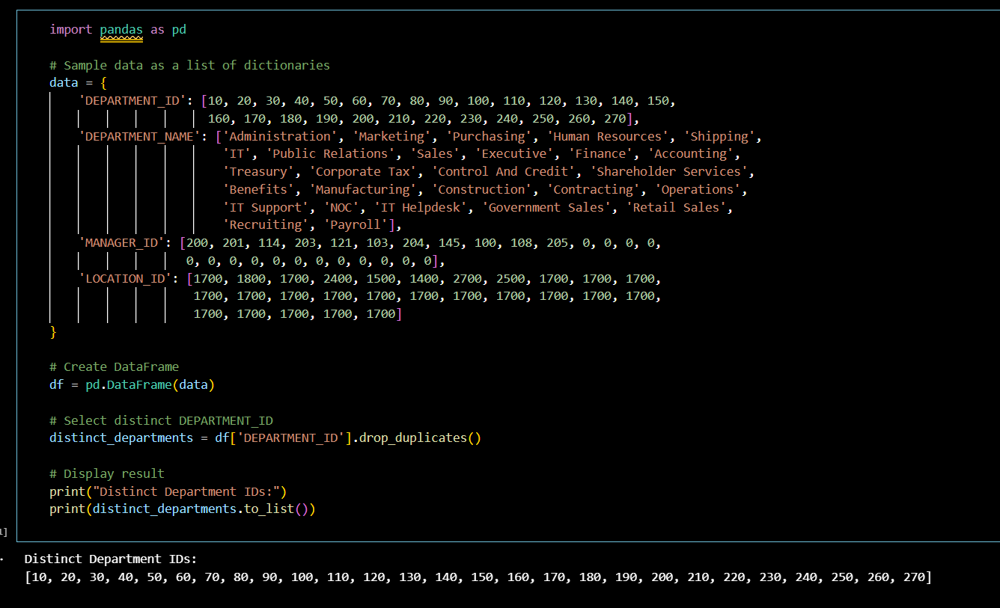 import pandas as pd
# Sample data as a list of dictionaries
data = {
'DEPARTMENT_ID': [10, 20, 30, 40, 50, 60, 70, 80, 90, 100, 110, 120, 130, 140, 150,
160, 170, 180, 190, 200, 210, 220, 230, 240, 250, 260, 270],
'DEPARTMENT_NAME': ['Administration', 'Marketing', 'Purchasing', 'Human Resources', 'Shipping',
'IT', 'Public Relations', 'Sales', 'Executive', 'Finance', 'Accounting',
'Treasury', 'Corporate Tax', 'Control And Credit', 'Shareholder Services',
'Benefits', 'Manufacturing', 'Construction', 'Contracting', 'Operations',
'IT Support', 'NOC', 'IT Helpdesk', 'Government Sales', 'Retail Sales',
'Recruiting', 'Payroll'],
'MANAGER_ID': [200, 201, 114, 203, 121, 103, 204, 145, 100, 108, 205, 0, 0, 0, 0,
0, 0, 0, 0, 0, 0, 0, 0, 0, 0, 0, 0],
'LOCATION_ID': [1700, 1800, 1700, 2400, 1500, 1400, 2700, 2500, 1700, 1700, 1700,
1700, 1700, 1700, 1700, 1700, 1700, 1700, 1700, 1700, 1700, 1700,
1700, 1700, 1700, 1700, 1700]
}
# Create DataFrame
df = pd.DataFrame(data)
# Select distinct DEPARTMENT_ID
distinct_departments = df['DEPARTMENT_ID'].drop_duplicates()
# Display result
print("Distinct Department IDs:")
print(distinct_departments.to_list())
Distinct Department IDs:
[10, 20, 30, 40, 50, 60, 70, 80, 90, 100, 110, 120, 130, 140, 150, 160, 170, 180, 190, 200, 210, 220, 230, 240, 250, 260, 270]